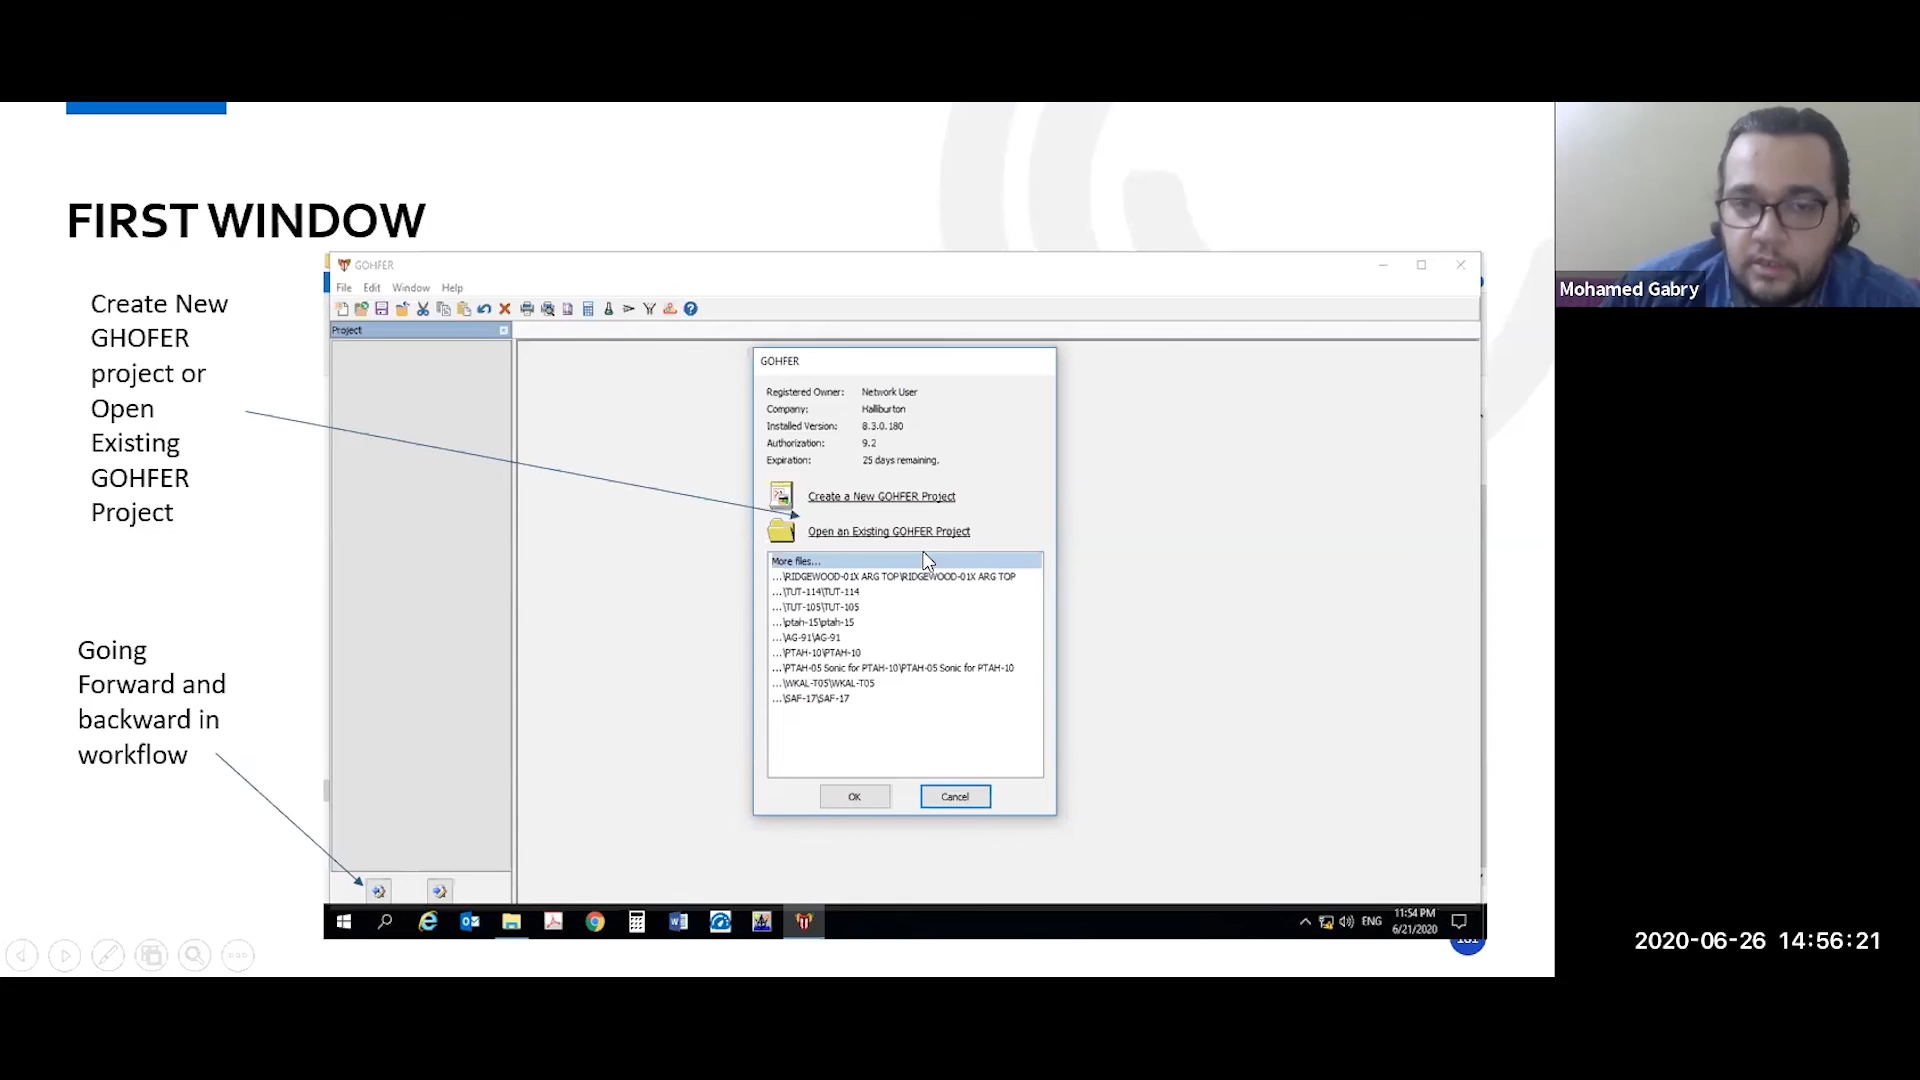 FIRST WINDOW
Create New
GHOFER
project or
Open
Existing
GOHFER
Project
Going
Forward and
backward in
workflow
GOHFER
File Edit Window Help
Project
GOHFER
Registered Owner: Network User
Company: Halliburton
Installed Version: 8.3.0.180
Authorization: 9.2
Expiration: 25 days remaining.
Create a New GOHFER Project
Open an Existing GOHFER Project
More files...
...\RIDGEWOOD-01X ARG TOP\RIDGEWOOD-01X ARG TOP
...\TUT-114\TUT-114
...\TUT-105\TUT-105
...\ptah-15\ptah-15
...\AG-91\AG-91
...\PTAH-10\PTAH-10
...\PTAH-05 Sonic for PTAH-10\PTAH-05 Sonic for PTAH-10
...\WKAL-T05\WKAL-T05
...\SAF-17\SAF-17
OK Cancel
ENG
11:54 PM
6/21/2020
Mohamed Gabry
2020-06-26 14:56:21